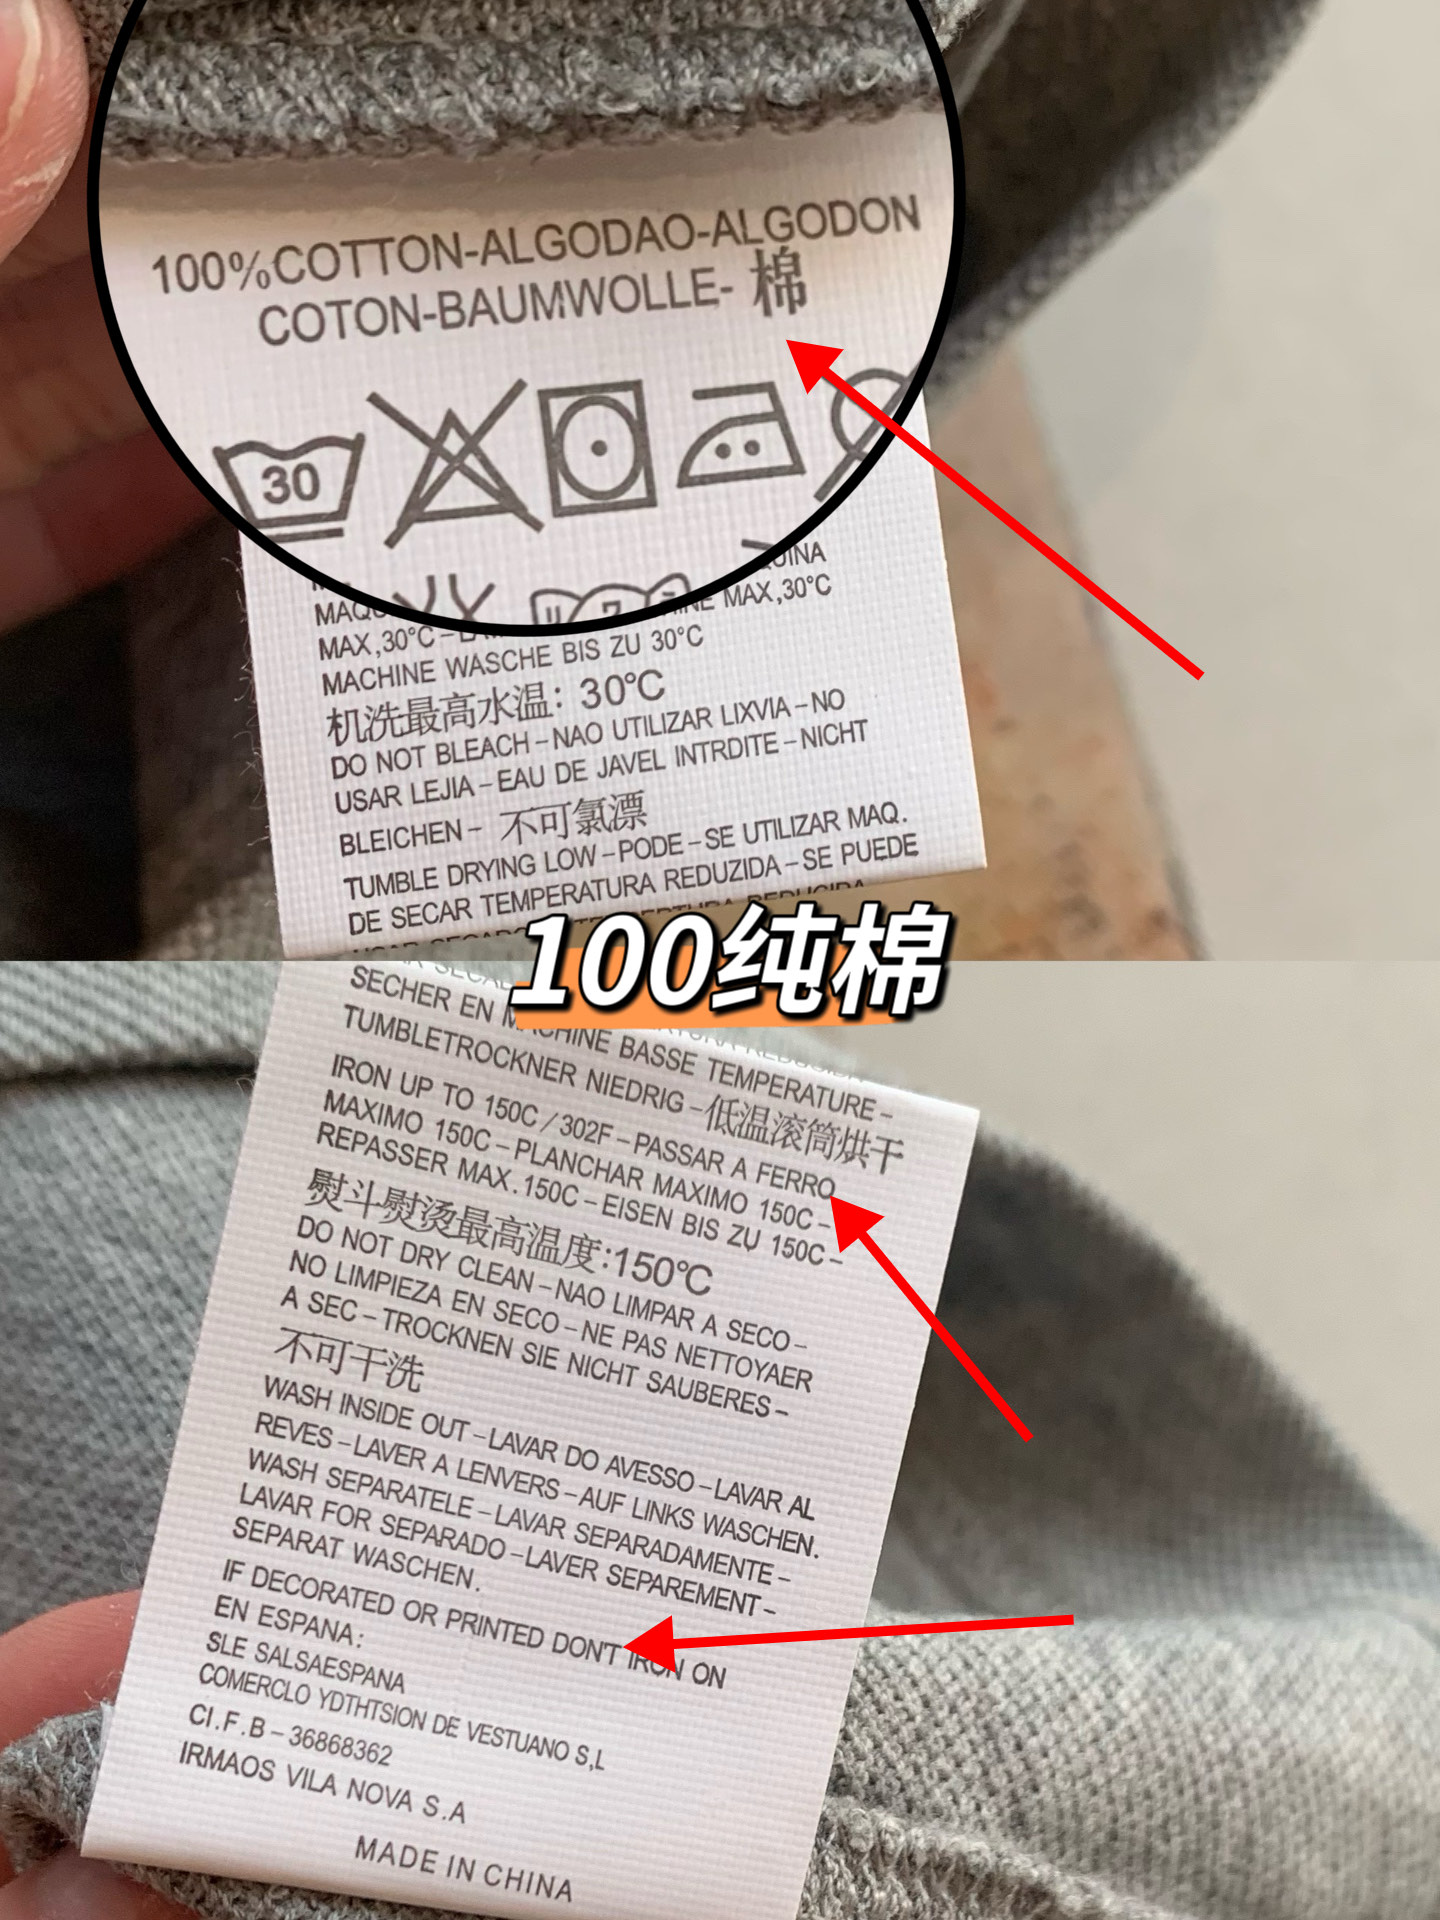 100%COTTON-ALGODAO-ALGODON
COTON-BAUMWOLLE- 棉
30
MAX,30°C
MACHINE WASCHE BIS ZU 30°C
机洗最高水温: 30℃
DO NOT BLEACH-NAO UTILIZAR LIXVIA-NO
USAR LEJIA-EAU DE JAVEL INTRDITE-NICHT
BLEICHEN- 不可氯漂
TUMBLE DRYING LOW-PODE-SE UTILIZAR MAQ.
DE SECAR TEMPERATURA REDUZIDA-SE PUEDE
100纯棉
SECHER EN MACHINE BASSE TEMPERATURE-
TUMBLETROCKNER NIEDRIG-低温滚筒烘干
IRON UP TO 150C/302F-PASSAR A FERRO
MAXIMO 150C-PLANCHAR MAXIMO 150C-
REPASSER MAX.150C-EISEN BIS ZU 150C-
熨斗熨烫最高温度:150℃
DO NOT DRY CLEAN-NAO LIMPAR A SECO-
NO LIMPIEZA EN SECO-NE PAS NETTOYAER
A SEC-TROCKNEN SIE NICHT SAUBERES-
不可干洗
WASH INSIDE OUT-LAVAR DO AVESSO-LAVAR AL
REVES-LAVER A LENVERS-AUF LINKS WASCHEN.
WASH SEPARATELE-LAVAR SEPARADAMENTE-
LAVAR FOR SEPARADO-LAVER SEPAREMENT-
SEPARAT WASCHEN.
IF DECORATED OR PRINTED DON'T IRON ON
EN ESPANA:
SLE SALSAESPANA
COMERCLO YDTHTSION DE VESTUANO S,L
CI.F.B-36868362
IRMAOS VILA NOVA S.A
MADE IN CHINA